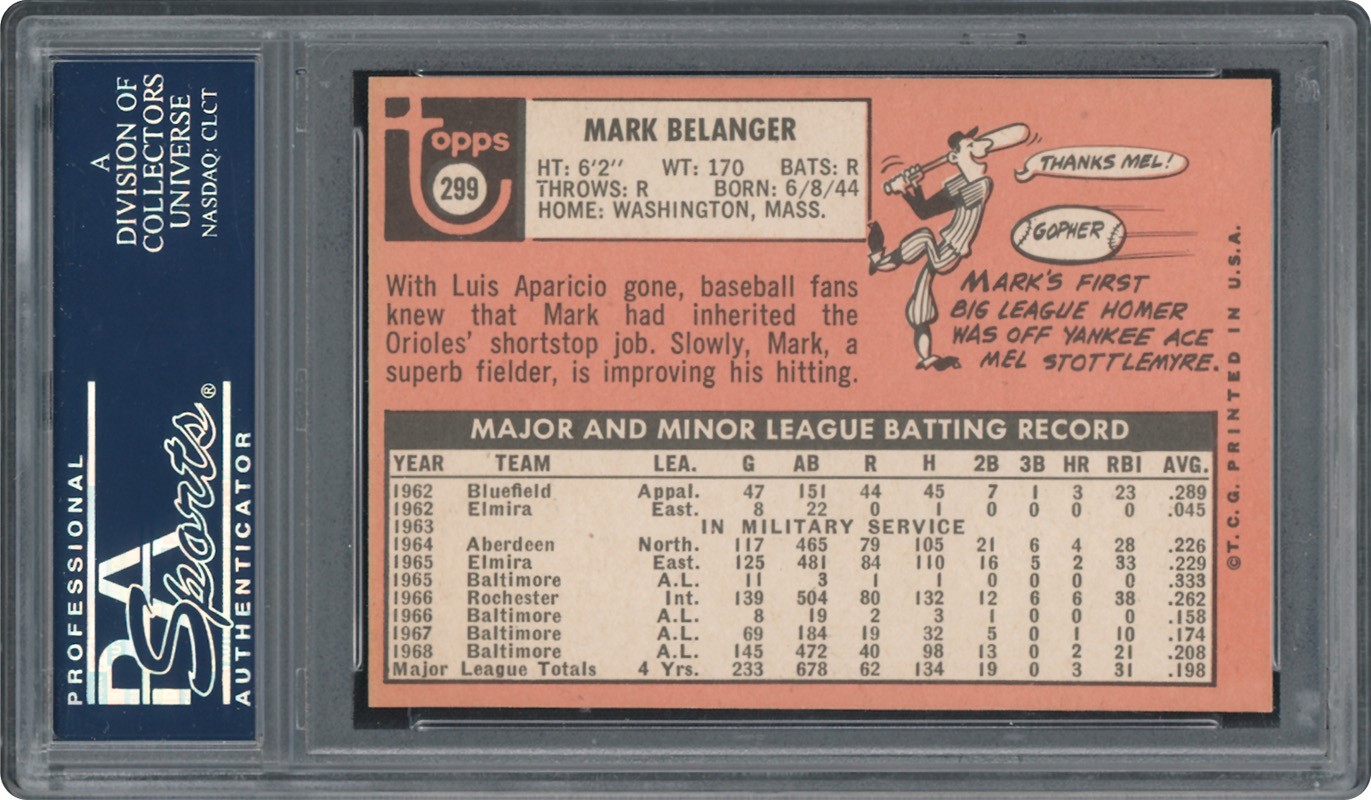 A
DIVISION OF
COLLECTORS
UNIVERSE
NASDAQ: CLCT
PROFESSIONAL
PSA
Sports®
AUTHENTICATOR
topps
299
MARK BELANGER
HT: 6'2'' WT: 170 BATS: R
THROWS: R BORN: 6/8/44
HOME: WASHINGTON, MASS.
THANKS MEL!
GOPHER
MARK'S FIRST
BIG LEAGUE HOMER
WAS OFF YANKEE ACE
MEL STOTTLEMYRE.
With Luis Aparicio gone, baseball fans
knew that Mark had inherited the
Orioles' shortstop job. Slowly, Mark, a
superb fielder, is improving his hitting.
MAJOR AND MINOR LEAGUE BATTING RECORD
YEAR TEAM LEA. G AB R H 2B 3B HR RBI AVG.
1962 Bluefield Appal. 47 151 44 45 7 1 3 23 .289
1962 Elmira East. 8 22 0 1 0 0 0 0 .045
1963 IN MILITARY SERVICE
1964 Aberdeen North. 117 465 79 105 21 6 4 28 .226
1965 Elmira East. 125 481 84 110 16 5 2 33 .229
1965 Baltimore A.L. 11 3 1 1 0 0 0 0 .333
1966 Rochester Int. 139 504 80 132 12 6 6 38 .262
1966 Baltimore A.L. 8 19 2 3 1 0 0 0 .158
1967 Baltimore A.L. 69 184 19 32 5 0 1 10 .174
1968 Baltimore A.L. 145 472 40 98 13 0 2 21 .208
Major League Totals 4 Yrs. 233 678 62 134 19 0 3 31 .198
©T.C.G. PRINTED IN U.S.A.